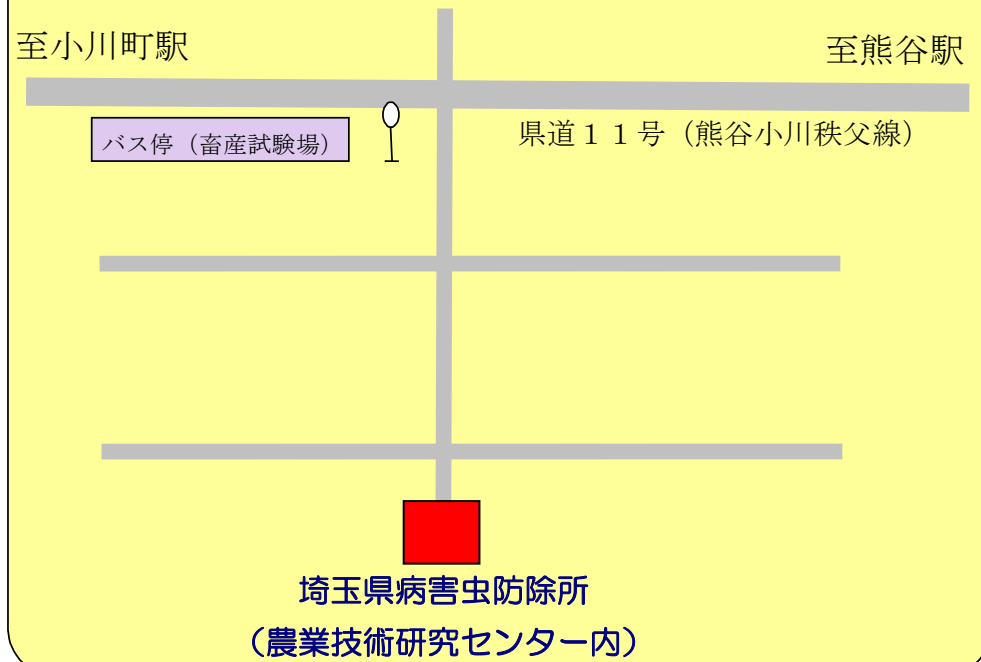 至小川町駅
至熊谷駅
バス停（畜産試験場）
県道１１号（熊谷小川秩父線）
埼玉県病害虫防除所
（農業技術研究センター内）